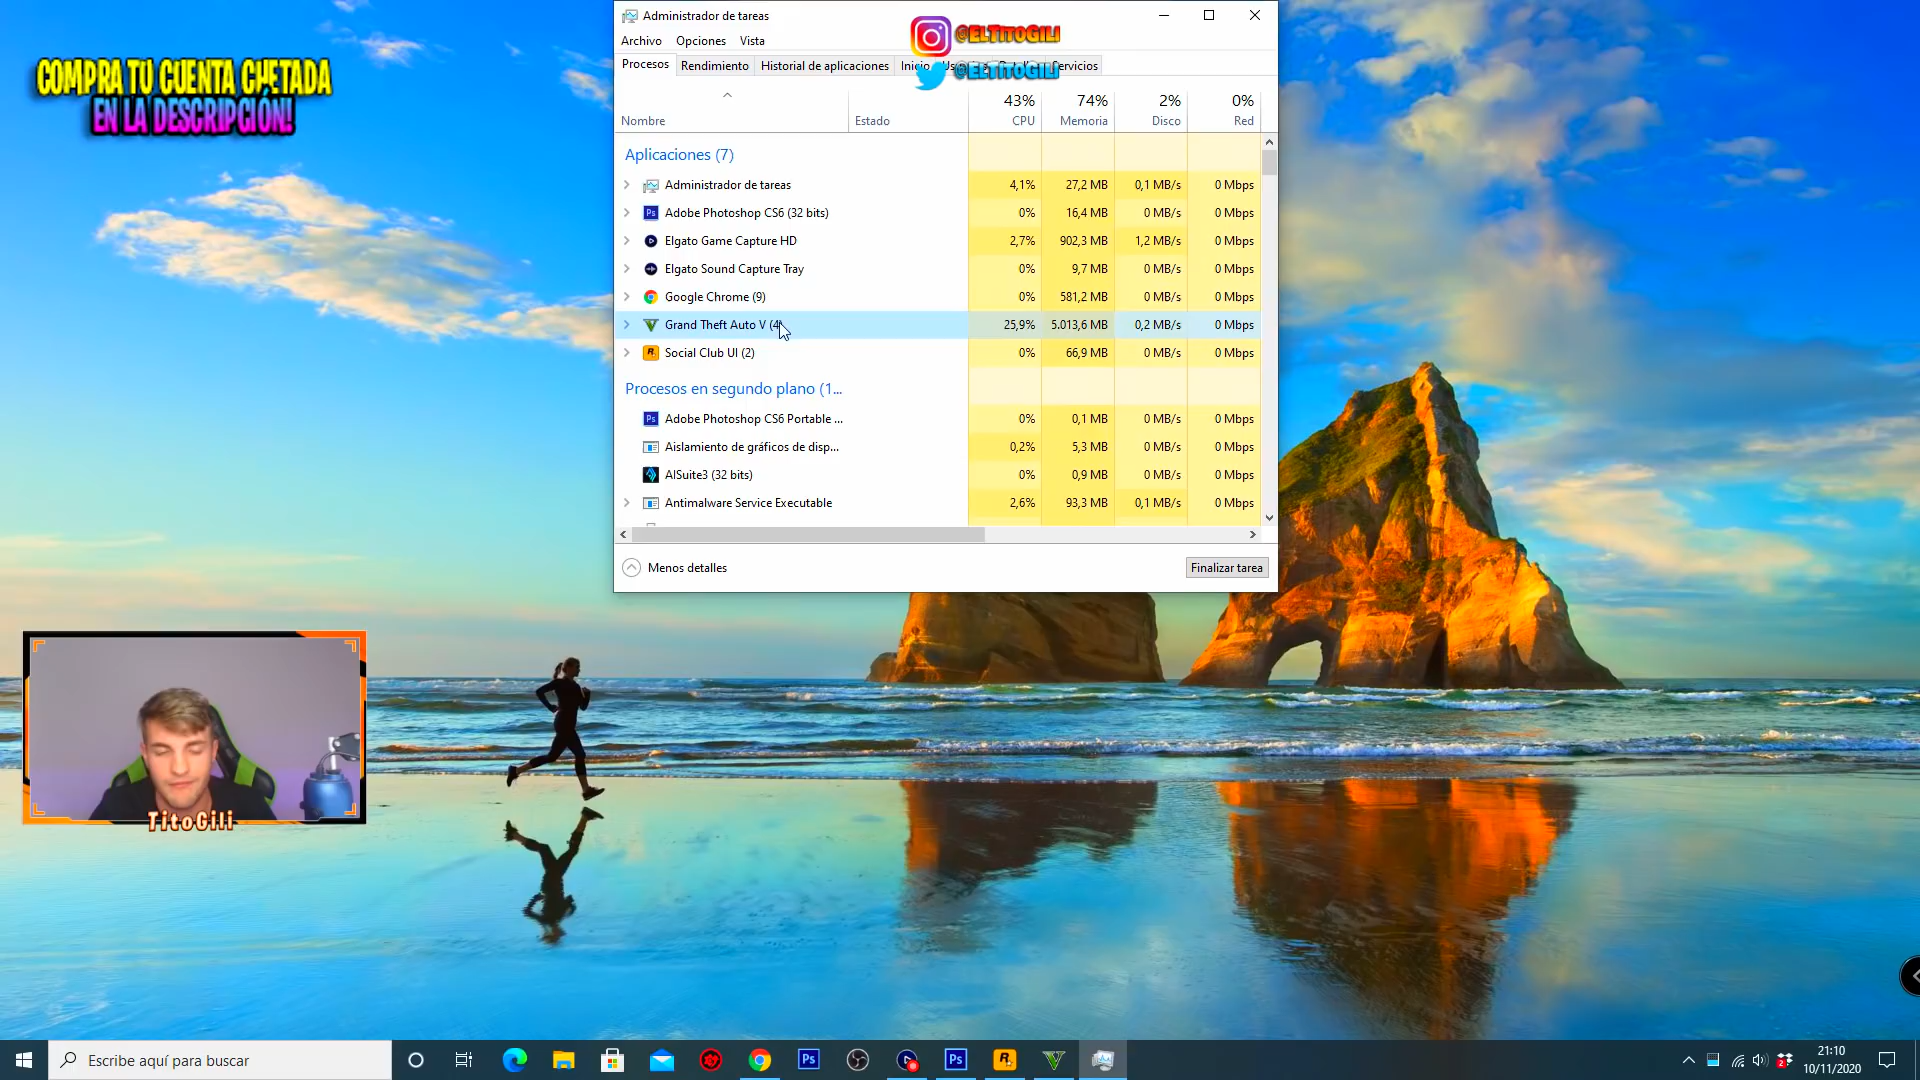 COMPRA TU CUENTA CHETADA
EN LA DESCRIPCIÓN!
Administrador de tareas
@ELTITOGILI
Archivo Opciones Vista
@ELTITOGILI
Procesos Rendimiento Historial de aplicaciones Servicios
43% 74% 2% 0%
Nombre Estado CPU Memoria Disco Red
Aplicaciones (7)
Administrador de tareas 4,1% 27,2 MB 0,1 MB/s 0 Mbps
Adobe Photoshop CS6 (32 bits) 0% 16,4 MB 0 MB/s 0 Mbps
Elgato Game Capture HD 2,7% 902,3 MB 1,2 MB/s 0 Mbps
Elgato Sound Capture Tray 0% 9,7 MB 0 MB/s 0 Mbps
Google Chrome (9) 0% 581,2 MB 0 MB/s 0 Mbps
Grand Theft Auto V (4) 25,9% 5.013,6 MB 0,2 MB/s 0 Mbps
Social Club UI (2) 0% 66,9 MB 0 MB/s 0 Mbps
Procesos en segundo plano (1...
Adobe Photoshop CS6 Portable ... 0% 0,1 MB 0 MB/s 0 Mbps
Aislamiento de gráficos de disp... 0,2% 5,3 MB 0 MB/s 0 Mbps
AISuite3 (32 bits) 0% 0,9 MB 0 MB/s 0 Mbps
Antimalware Service Executable 2,6% 93,3 MB 0,1 MB/s 0 Mbps
Menos detalles
Finalizar tarea
TitoGili
Escribe aquí para buscar
21:10
10/11/2020